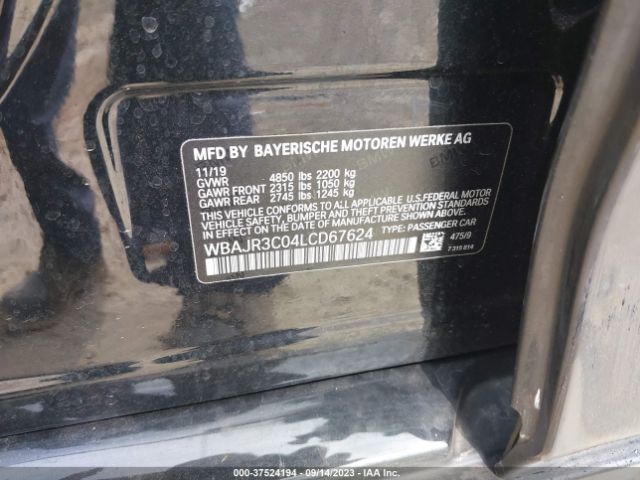 MFD BY BAYERISCHE MOTOREN WERKE AG
11/19
GVWR 4850 lbs 2200 kg
GAWR FRONT 2315 lbs 1050 kg
GAWR REAR 2745 lbs 1245 kg
THIS VEHICLE CONFORMS TO ALL APPLICABLE U.S. FEDERAL MOTOR
VEHICLE SAFETY, BUMPER AND THEFT PREVENTION STANDARDS
IN EFFECT ON THE DATE OF MANUFACTURE SHOWN ABOVE.
WBAJR3C04LCD67624 TYPE: PASSENGER CAR
475/9
7 319 814
000-37524194 - 09/14/2023 - IAA Inc.